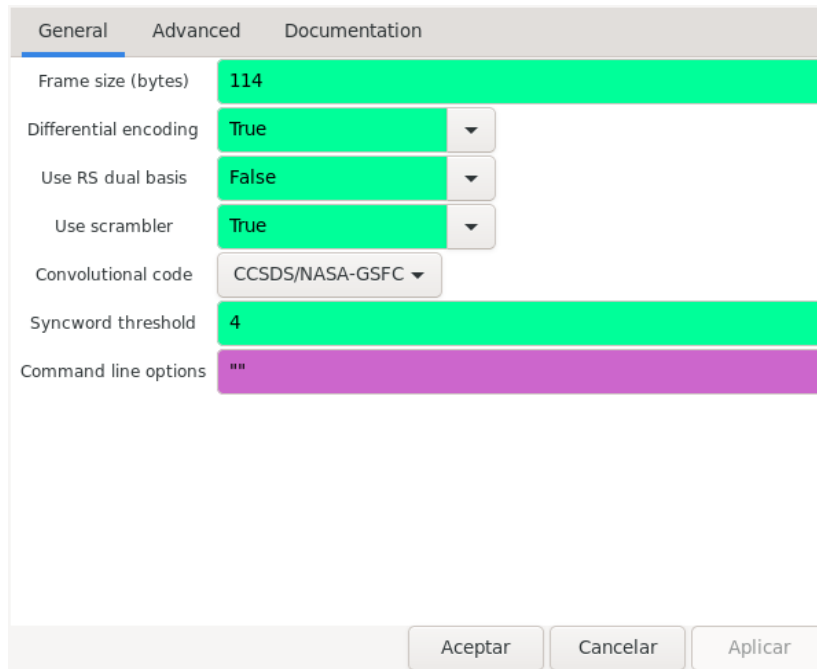 General Advanced Documentation
Frame size (bytes) 114
Differential encoding True
Use RS dual basis False
Use scrambler True
Convolutional code CCSDS/NASA-GSFC
Syncword threshold 4
Command line options ""
Aceptar Cancelar Aplicar